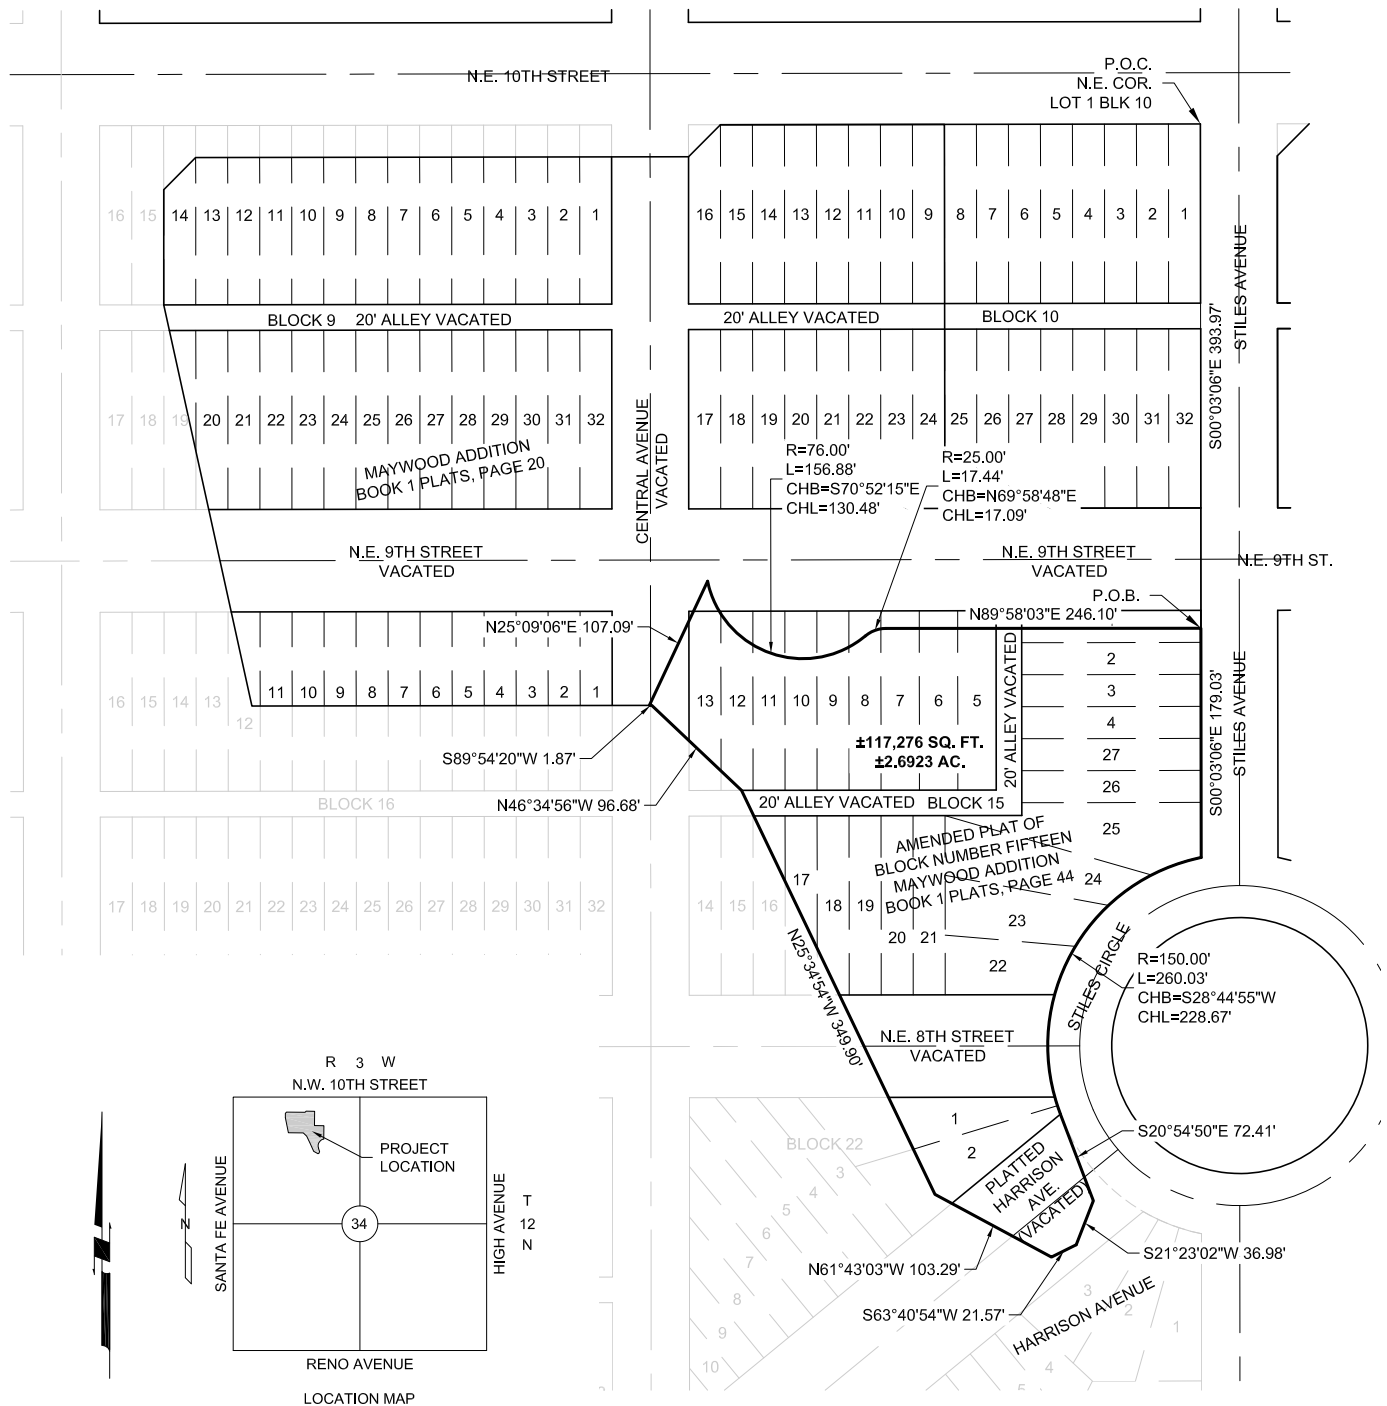 N.E. 10TH STREET
P.O.C.
N.E. COR.
LOT 1 BLK 10
16 15 14 13 12 11 10 9 8 7 6 5 4 3 2 1
16 15 14 13 12 11 10 9 8 7 6 5 4 3 2 1
STILES AVENUE
BLOCK 9 20' ALLEY VACATED
20' ALLEY VACATED BLOCK 10
S00°03'06"E 393.97'
17 18 19 20 21 22 23 24 25 26 27 28 29 30 31 32
17 18 19 20 21 22 23 24 25 26 27 28 29 30 31 32
MAYWOOD ADDITION
BOOK 1 PLATS, PAGE 20
CENTRAL AVENUE
VACATED
R=76.00'
L=156.88'
CHB=S70°52'15"E
CHL=130.48'
R=25.00'
L=17.44'
CHB=N69°58'48"E
CHL=17.09'
N.E. 9TH STREET
VACATED
N.E. 9TH STREET
VACATED
N.E. 9TH ST.
P.O.B.
N89°58'03"E 246.10'
N25°09'06"E 107.09'
16 15 14 13 12 11 10 9 8 7 6 5 4 3 2 1
13 12 11 10 9 8 7 6 5
20' ALLEY VACATED
2
3
4
27
26
25
24
23
22
S00°03'06"E 179.03'
STILES AVENUE
±117,276 SQ. FT.
±2.6923 AC.
S89°54'20"W 1.87'
N46°34'56"W 96.68'
BLOCK 16
20' ALLEY VACATED BLOCK 15
AMENDED PLAT OF
BLOCK NUMBER FIFTEEN
MAYWOOD ADDITION
BOOK 1 PLATS, PAGE 44
17 18 19 20 21 22 23 24 25 26 27 28 29 30 31 32
14 15 16 17 18 19 20 21
N25°34'54"W 349.90'
STILES CIRCLE
R=150.00'
L=260.03'
CHB=S28°44'55"W
CHL=228.67'
N.E. 8TH STREET
VACATED
1
2
BLOCK 22
3
4
5
6
7
8
9
10
PLATTED
HARRISON
AVE.
(VACATED)
S20°54'50"E 72.41'
S21°23'02"W 36.98'
N61°43'03"W 103.29'
S63°40'54"W 21.57'
HARRISON AVENUE
3
2
1
4
5
N
R 3 W
N.W. 10TH STREET
PROJECT
LOCATION
SANTA FE AVENUE
34
HIGH AVENUE
T
12
N
RENO AVENUE
LOCATION MAP